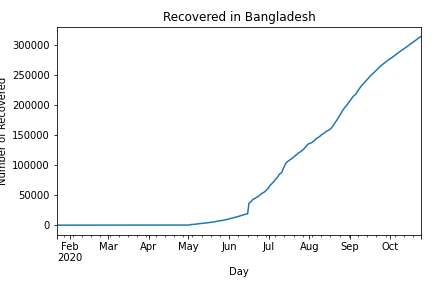 Recovered in Bangladesh
Number of Recovered
300000
250000
200000
150000
100000
50000
0
Feb Mar Apr May Jun Jul Aug Sep Oct
2020
Day